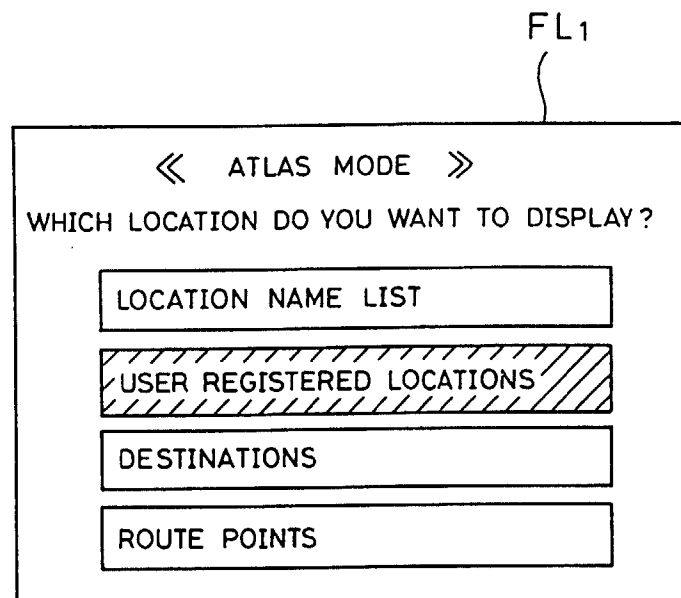 FL1
≪ ATLAS MODE ≫
WHICH LOCATION DO YOU WANT TO DISPLAY?
LOCATION NAME LIST
USER REGISTERED LOCATIONS
DESTINATIONS
ROUTE POINTS